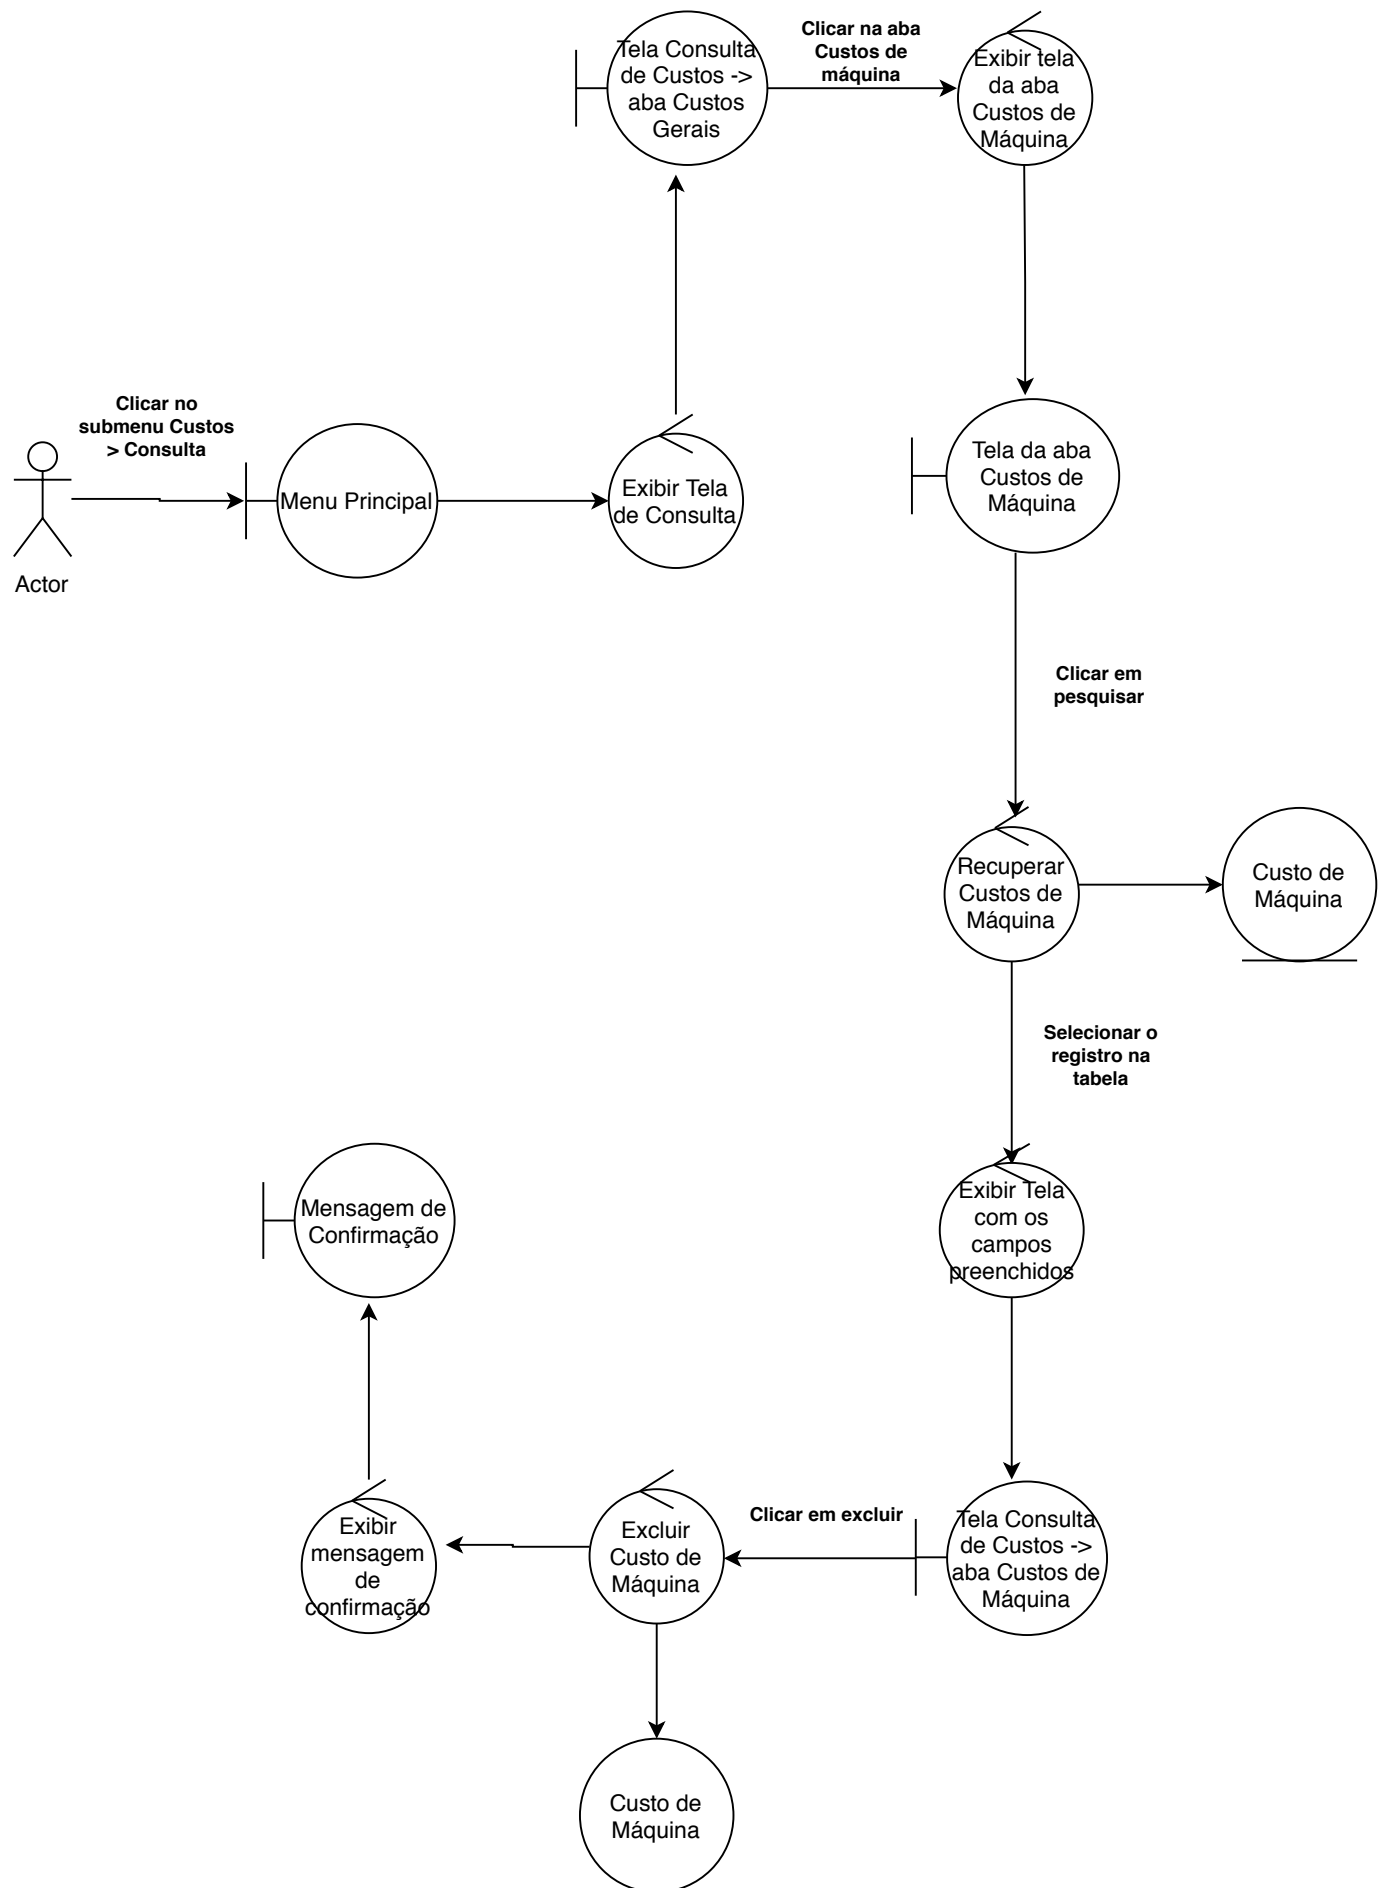 Clicar no
submenu Custos
> Consulta
Actor
Menu Principal
Exibir Tela
de Consulta
Tela Consulta
de Custos ->
aba Custos
Gerais
Clicar na aba
Custos de
máquina
Exibir tela
da aba
Custos de
Máquina
Tela da aba
Custos de
Máquina
Clicar em
pesquisar
Recuperar
Custos de
Máquina
Custo de
Máquina
Selecionar o
registro na
tabela
Exibir Tela
com os
campos
preenchidos
Tela Consulta
de Custos ->
aba Custos de
Máquina
Clicar em excluir
Excluir
Custo de
Máquina
Custo de
Máquina
Exibir
mensagem
de
confirmação
Mensagem de
Confirmação